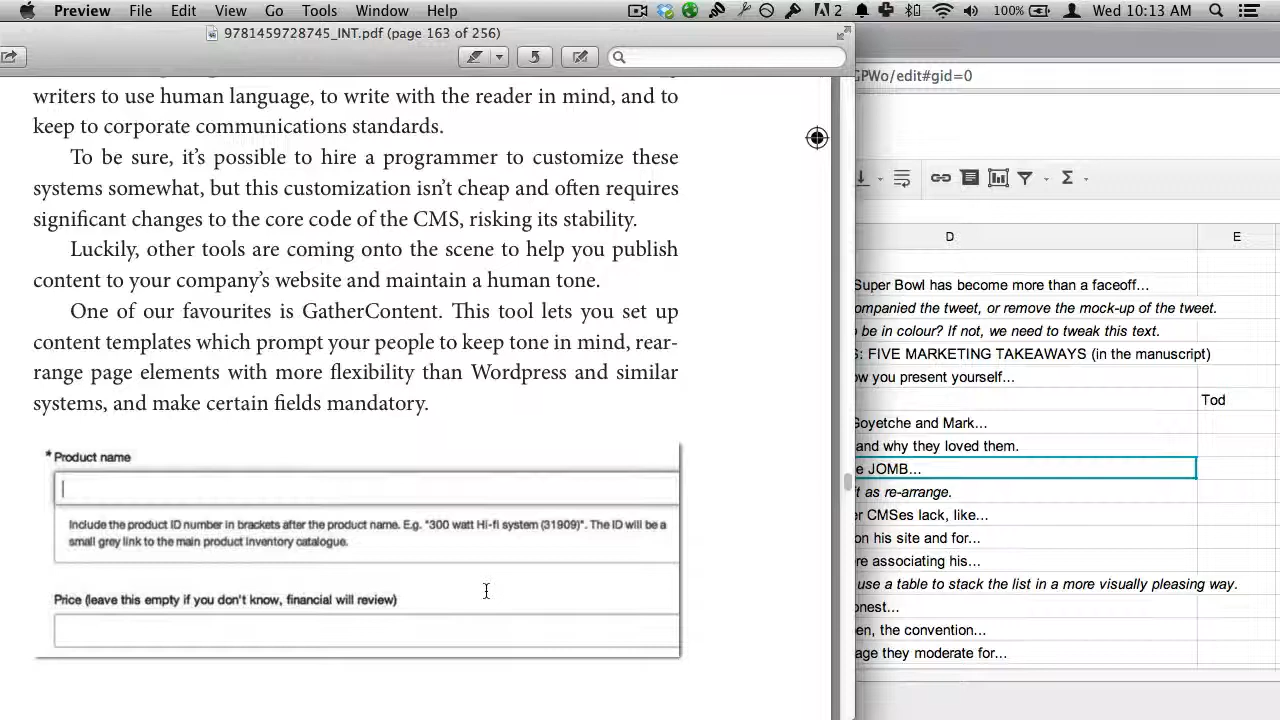 Preview File Edit View Go Tools Window Help
2 100% Wed 10:13 AM
9781459728745_INT.pdf (page 163 of 256)
5
writers to use human language, to write with the reader in mind, and to
keep to corporate communications standards.
To be sure, it's possible to hire a programmer to customize these
systems somewhat, but this customization isn't cheap and often requires
significant changes to the core code of the CMS, risking its stability.
Luckily, other tools are coming onto the scene to help you publish
content to your company's website and maintain a human tone.
One of our favourites is GatherContent. This tool lets you set up
content templates which prompt your people to keep tone in mind, rear-
range page elements with more flexibility than Wordpress and similar
systems, and make certain fields mandatory.
* Product name
Include the product ID number in brackets after the product name. E.g. "300 watt Hi-fi system (31909)". The ID will be a
small grey link to the main product inventory catalogue.
Price (leave this empty if you don't know, financial will review)
GPWo/edit#gid=0
Σ
D E
Super Bowl has become more than a faceoff...
ompanied the tweet, or remove the mock-up of the tweet.
o be in colour? If not, we need to tweak this text.
S: FIVE MARKETING TAKEAWAYS (in the manuscript)
ow you present yourself...
Tod
Goyetche and Mark...
and why they loved them.
e JOMB...
t as re-arrange.
er CMSes lack, like...
on his site and for...
re associating his...
use a table to stack the list in a more visually pleasing way.
onest...
en, the convention...
age they moderate for...